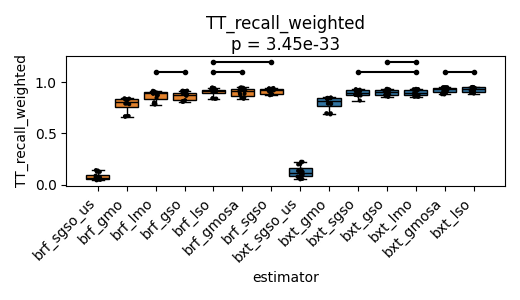 TT_recall_weighted
p = 3.45e-33
TT_recall_weighted
1.0
0.5
0.0
brf_sgso_us
brf_gmo
brf_lmo
brf_gso
brf_lso
brf_gmosa
brf_sgso
bxt_sgso_us
bxt_gmo
bxt_sgso
bxt_gso
bxt_lmo
bxt_gmosa
bxt_lso
estimator